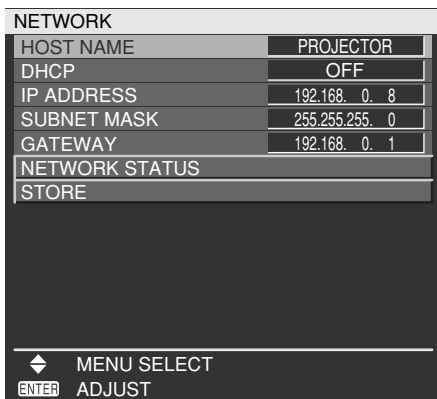 NETWORK
HOST NAME PROJECTOR
DHCP OFF
IP ADDRESS 192.168. 0. 8
SUBNET MASK 255.255.255. 0
GATEWAY 192.168. 0. 1
NETWORK STATUS
STORE
MENU SELECT
ENTER ADJUST